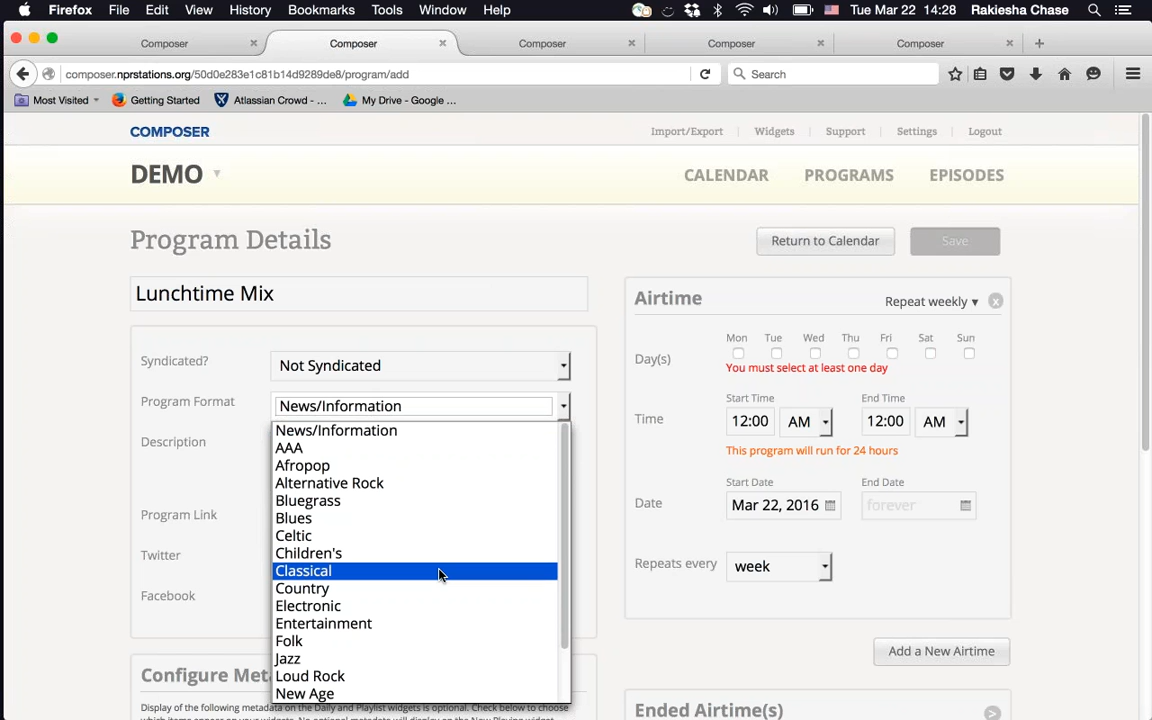 Firefox File Edit View History Bookmarks Tools Window Help Tue Mar 22 14:28 Rakiesha Chase
Composer Composer Composer Composer Composer
composer.nprstations.org/50d0e283e1c81b14d9289de8/program/add Search
Most Visited Getting Started Atlassian Crowd - ... My Drive - Google ...
COMPOSER Import/Export Widgets Support Settings Logout
DEMO CALENDAR PROGRAMS EPISODES
Program Details Return to Calendar Save
Lunchtime Mix
Syndicated? Not Syndicated
Program Format News/Information
Description
Program Link
Twitter
Facebook
News/Information
AAA
Afropop
Alternative Rock
Bluegrass
Blues
Celtic
Children's
Classical
Country
Electronic
Entertainment
Folk
Jazz
Loud Rock
New Age
Configure Met
Display of the following metadata on the Daily and Playlist widgets is optional. Check below to choose
Airtime Repeat weekly
Mon Tue Wed Thu Fri Sat Sun
Day(s)
You must select at least one day
Start Time End Time
Time 12:00 AM 12:00 AM
This program will run for 24 hours
Start Date End Date
Date Mar 22, 2016 forever
Repeats every week
Add a New Airtime
Ended Airtime(s)